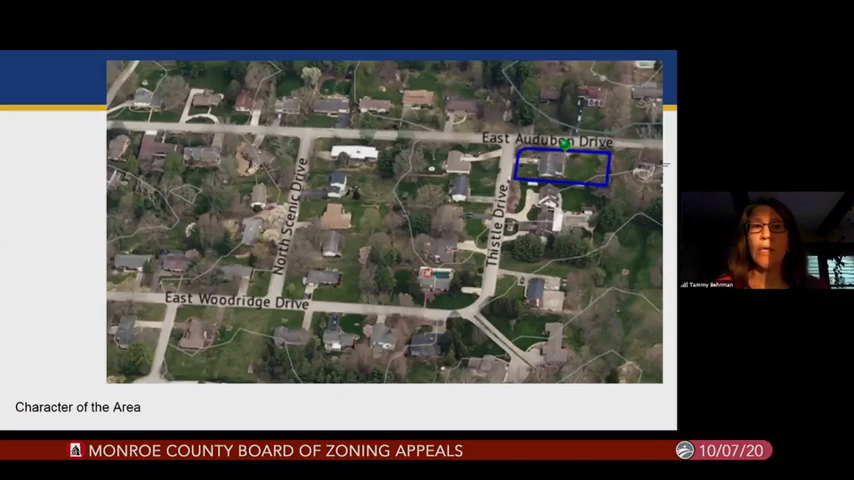 East Audubon Drive
North Scenic Drive
Thistle Drive
East Woodridge Drive
Tammy Behrman
Character of the Area
MONROE COUNTY BOARD OF ZONING APPEALS
10/07/20